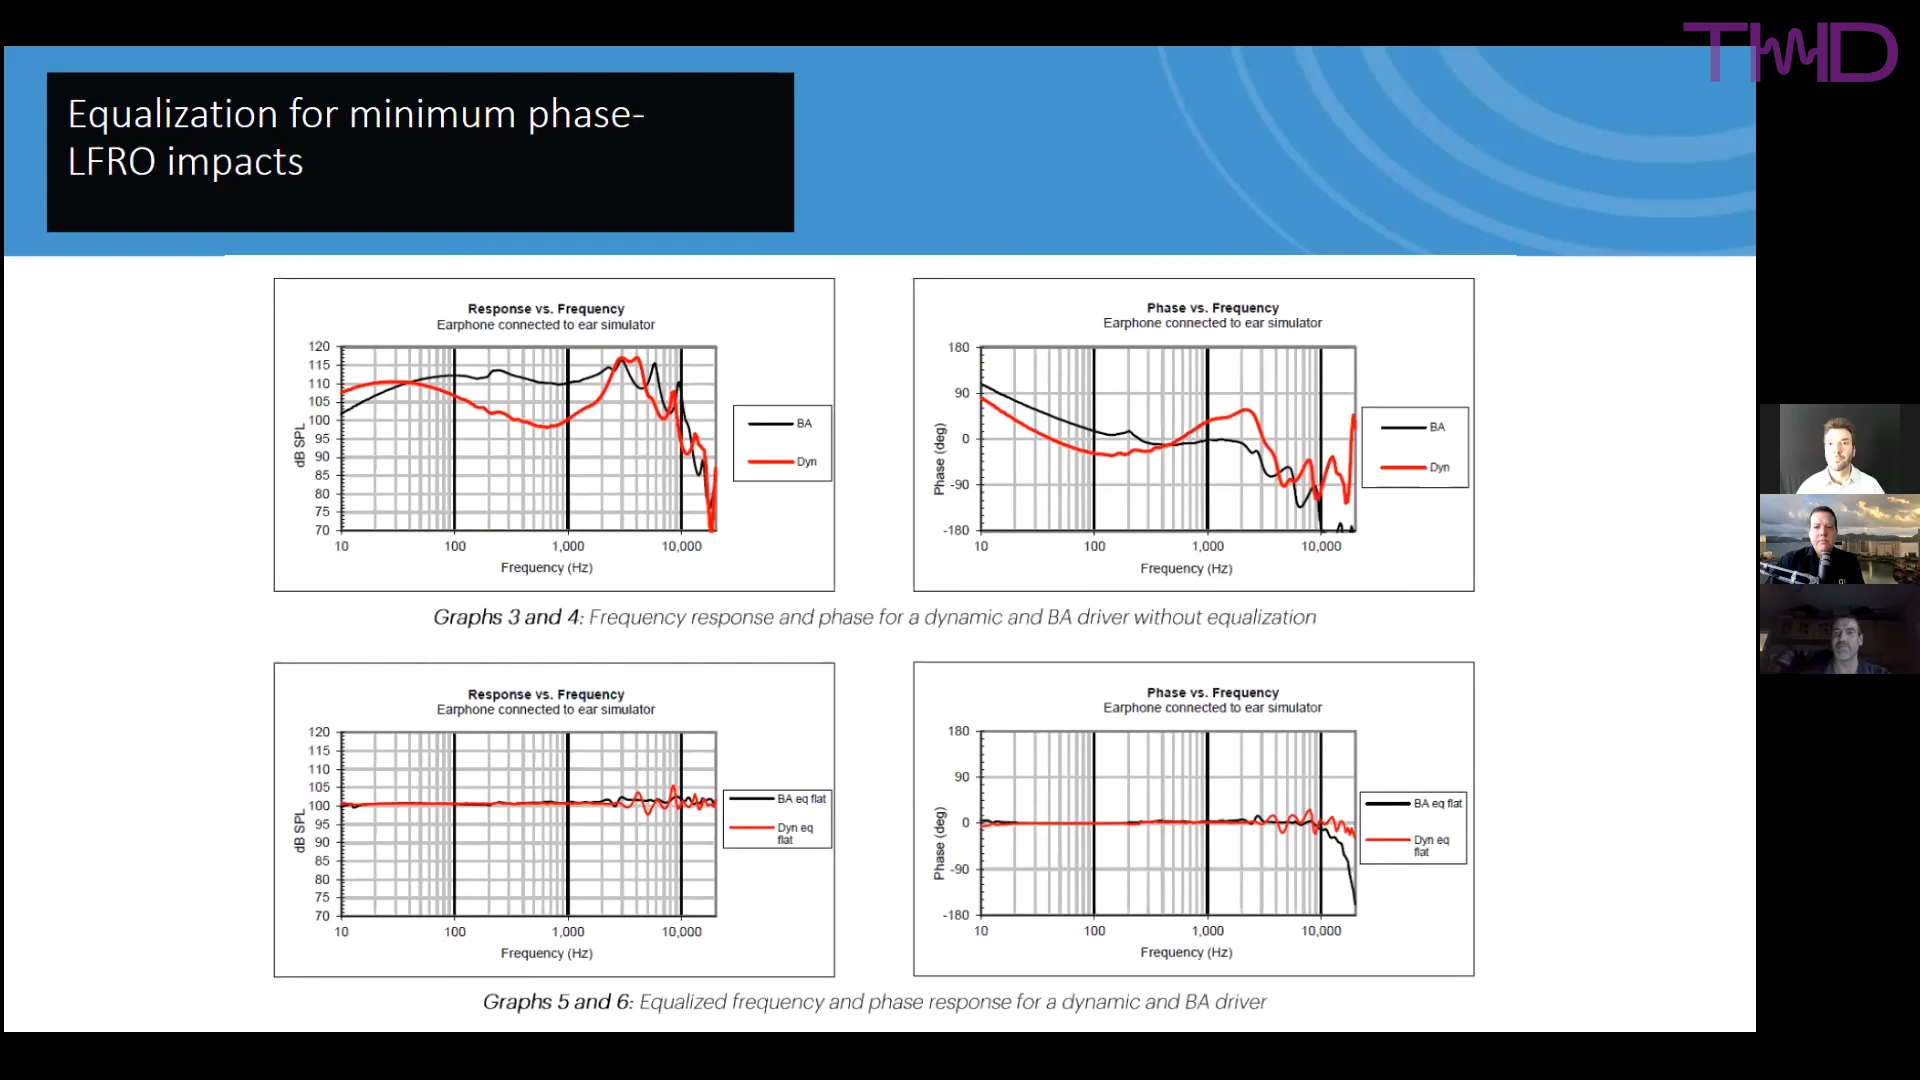 TMD
Equalization for minimum phase-
LFRO impacts
Response vs. Frequency
Earphone connected to ear simulator
dB SPL
120
115
110
105
100
95
90
85
80
75
70
10
100
1,000
10,000
Frequency (Hz)
BA
Dyn
Phase vs. Frequency
Earphone connected to ear simulator
Phase (deg)
180
90
0
-90
-180
10
100
1,000
10,000
Frequency (Hz)
BA
Dyn
Graphs 3 and 4: Frequency response and phase for a dynamic and BA driver without equalization
Response vs. Frequency
Earphone connected to ear simulator
dB SPL
120
115
110
105
100
95
90
85
80
75
70
10
100
1,000
10,000
Frequency (Hz)
BA eq flat
Dyn eq
flat
Phase vs. Frequency
Earphone connected to ear simulator
Phase (deg)
180
90
0
-90
-180
10
100
1,000
10,000
Frequency (Hz)
BA eq flat
Dyn eq
flat
Graphs 5 and 6: Equalized frequency and phase response for a dynamic and BA driver